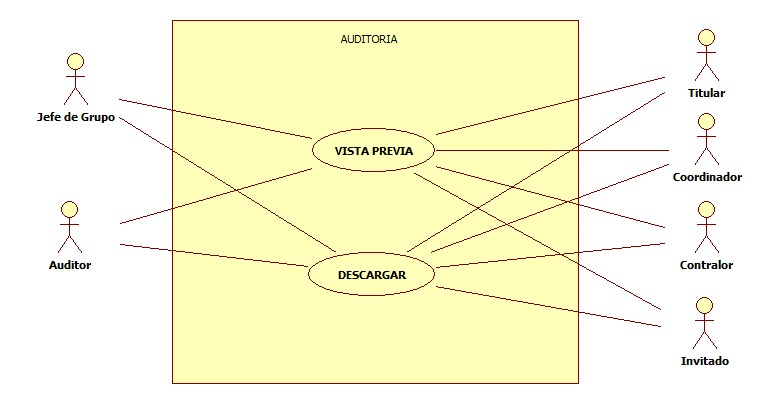 AUDITORIA
Jefe de Grupo
Auditor
VISTA PREVIA
DESCARGAR
Titular
Coordinador
Contralor
Invitado